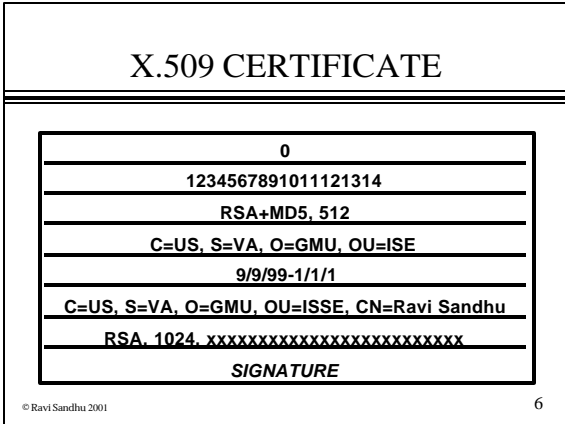 X.509 CERTIFICATE
0
1234567891011121314
RSA+MD5, 512
C=US, S=VA, O=GMU, OU=ISE
9/9/99-1/1/1
C=US, S=VA, O=GMU, OU=ISSE, CN=Ravi Sandhu
RSA, 1024, xxxxxxxxxxxxxxxxxxxxxxxxx
SIGNATURE
© Ravi Sandhu 2001
6